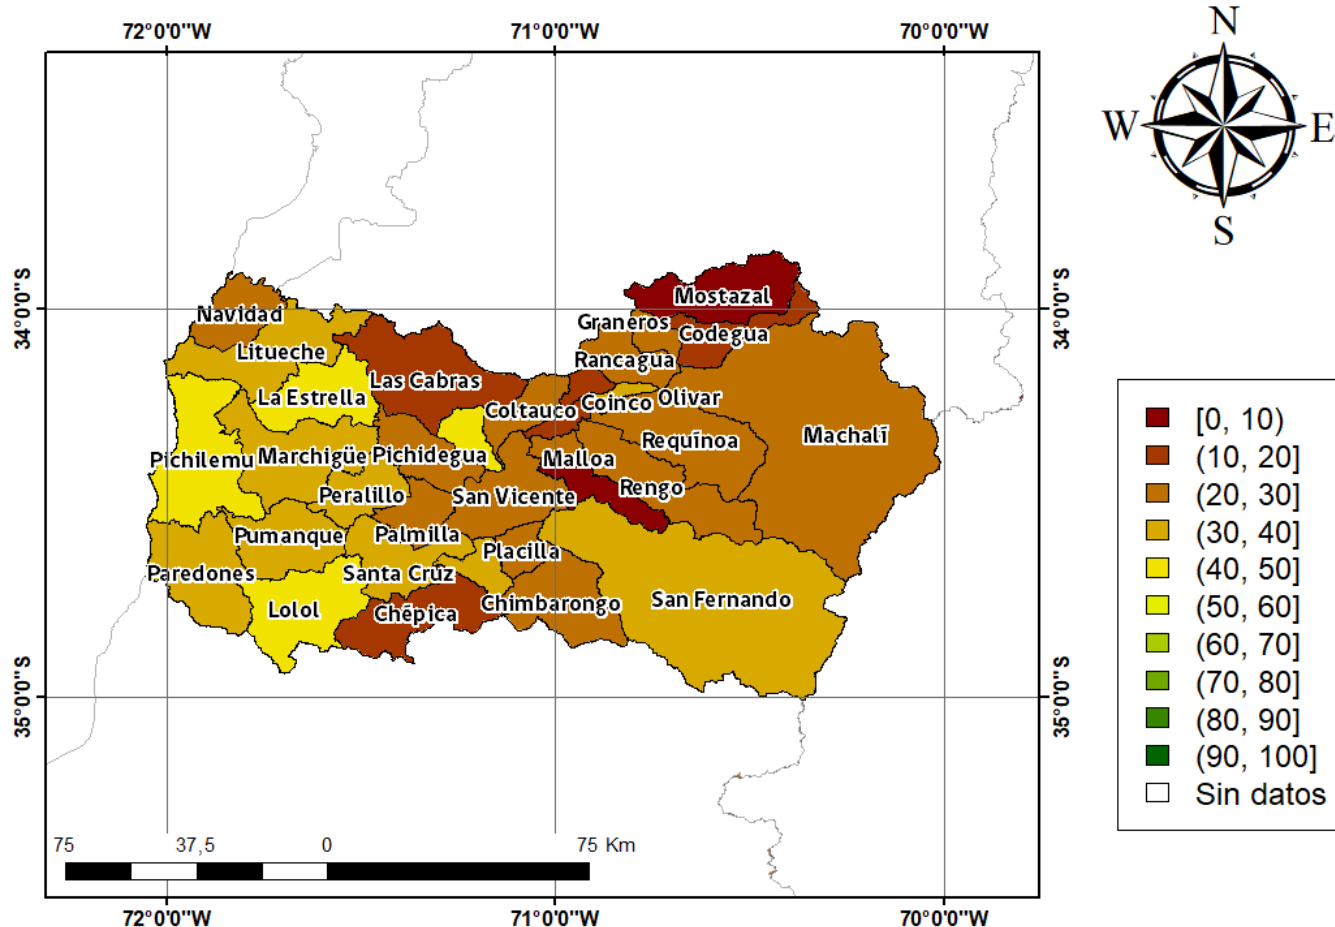 72°0'0"W
71°0'0"W
70°0'0"W
N
W
E
S
34°0'0"S
34°0'0"S
35°0'0"S
35°0'0"S
Mostazal
Navidad
Graneros
Codegua
Litueche
Rancagua
Las Cabras
La Estrella
Coltauco
Coinco
Olivar
Requínoa
Machalí
Pichilemu
Marchigüe
Pichidegua
Malloa
Rengo
Peralillo
San Vicente
Pumanque
Palmilla
Placilla
Paredones
Santa Cruz
Lolol
Chépica
Chimbarongo
San Fernando
[0, 10)
(10, 20]
(20, 30]
(30, 40]
(40, 50]
(50, 60]
(60, 70]
(70, 80]
(80, 90]
(90, 100]
Sin datos
75
37,5
0
75 Km
72°0'0"W
71°0'0"W
70°0'0"W